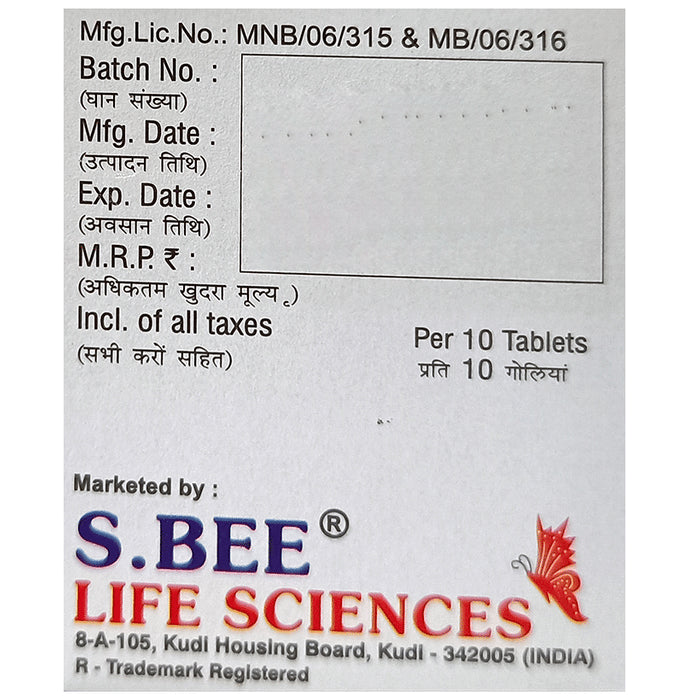 Mfg.Lic.No.: MNB/06/315 & MB/06/316
Batch No. :
(घान संख्या)
Mfg. Date :
(उत्पादन तिथि)
Exp. Date :
(अवसान तिथि)
M.R.P. ₹ :
(अधिकतम खुदरा मूल्य)
Incl. of all taxes
(सभी करों सहित)
Per 10 Tablets
प्रति 10 गोलियां
Marketed by :
S.BEE®
LIFE SCIENCES
8-A-105, Kudi Housing Board, Kudi - 342005 (INDIA)
R - Trademark Registered